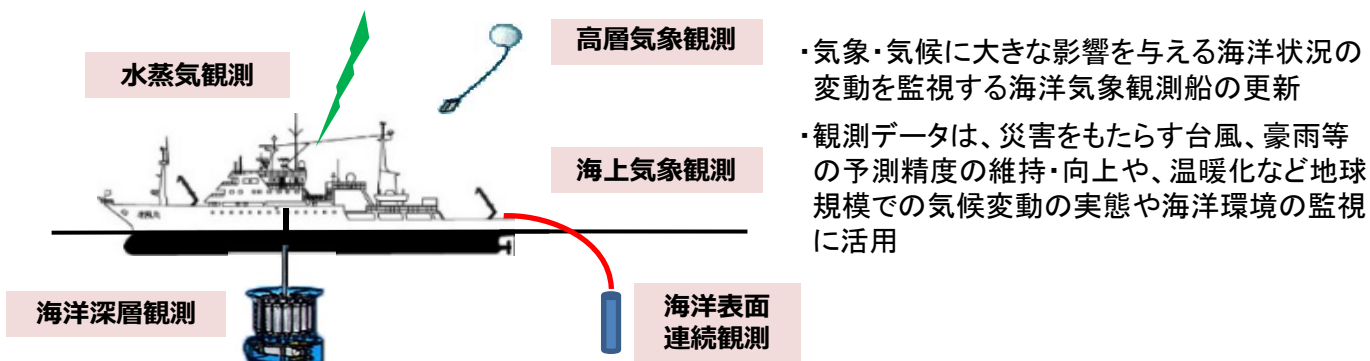 高層気象観測
水蒸気観測
海上気象観測
海洋深層観測
海洋表面
連続観測
・気象・気候に大きな影響を与える海洋状況の
変動を監視する海洋気象観測船の更新
・観測データは、災害をもたらす台風、豪雨等
の予測精度の維持・向上や、温暖化など地球
規模での気候変動の実態や海洋環境の監視
に活用